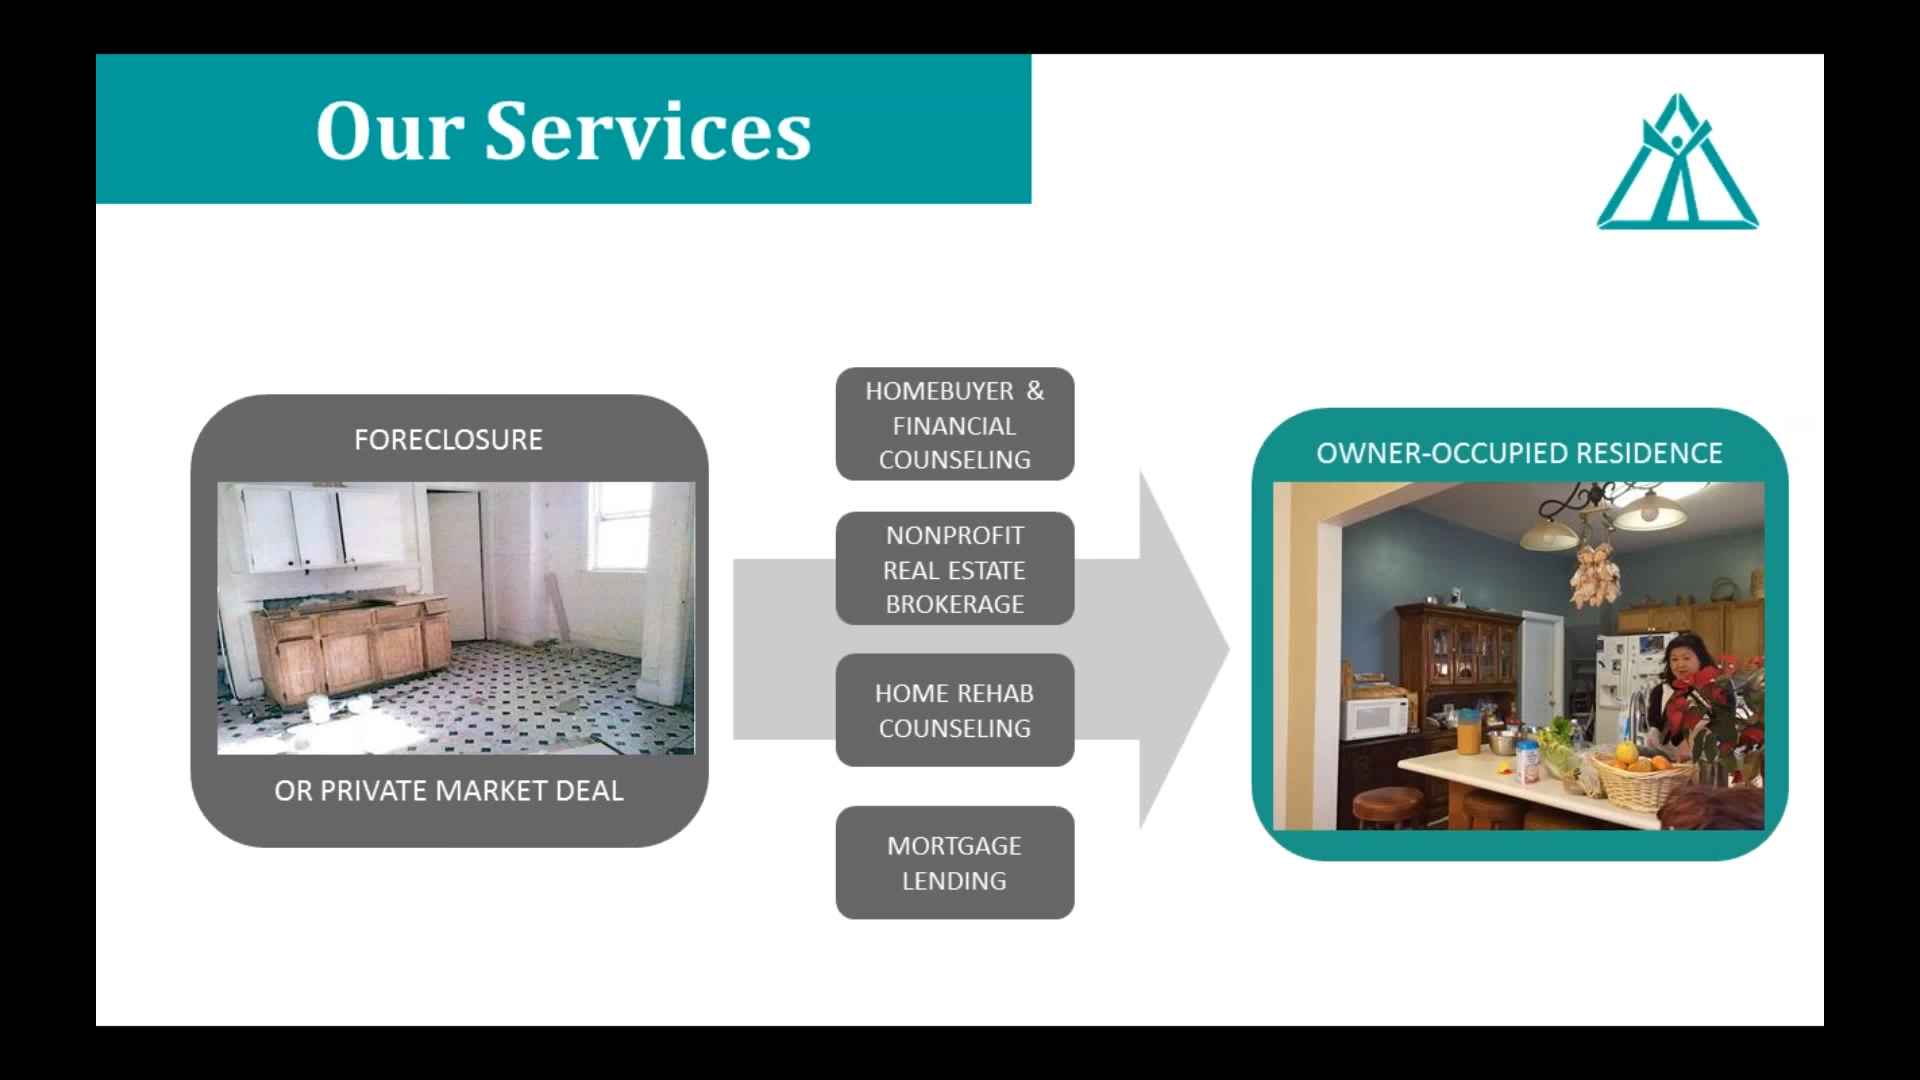 Our Services
FORECLOSURE
OR PRIVATE MARKET DEAL
HOMEBUYER &
FINANCIAL
COUNSELING
NONPROFIT
REAL ESTATE
BROKERAGE
HOME REHAB
COUNSELING
MORTGAGE
LENDING
OWNER-OCCUPIED RESIDENCE